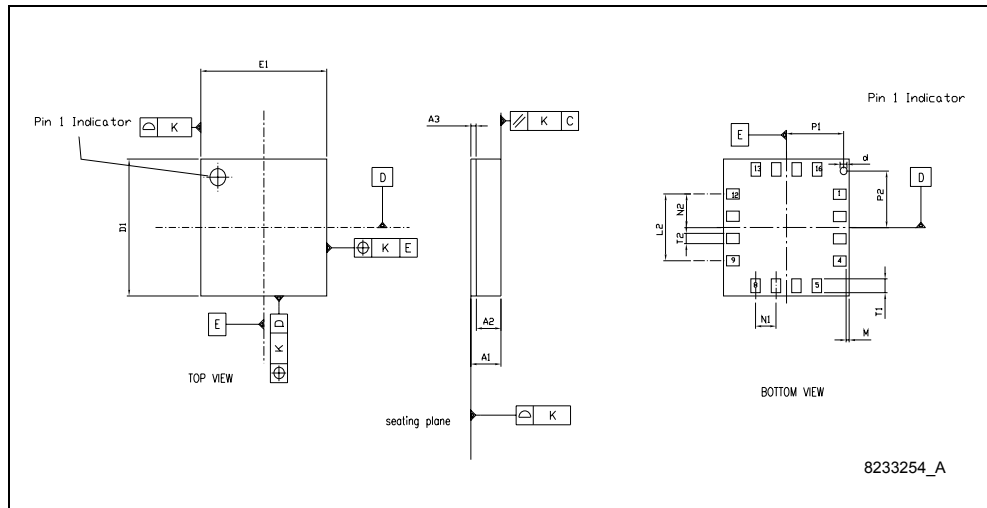 E1
Pin 1 Indicator
K
D1
D
K E
E
K D
TOP VIEW
A3
K C
A2
A1
seating plane
K
Pin 1 Indicator
E
P1
d
D
13 16
12 1
P2
L2
N2
T2
9 4
8 5
N1
T1
M
BOTTOM VIEW
8233254_A